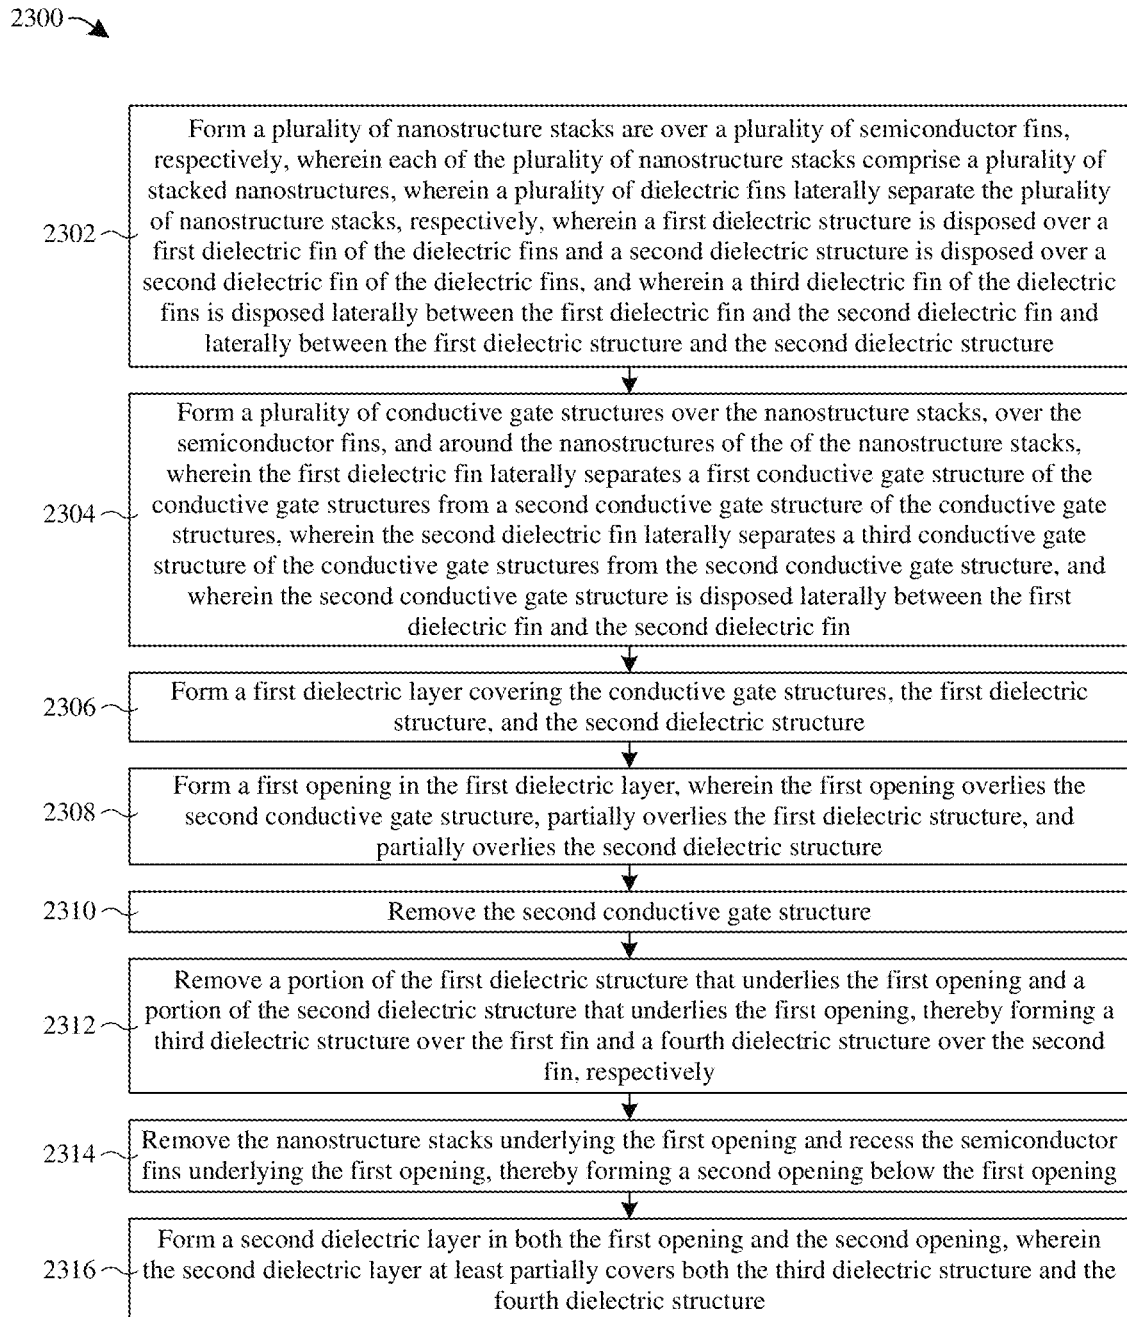 2300
Form a plurality of nanostructure stacks are over a plurality of semiconductor fins,
respectively, wherein each of the plurality of nanostructure stacks comprise a plurality of
stacked nanostructures, wherein a plurality of dielectric fins laterally separate the plurality
of nanostructure stacks, respectively, wherein a first dielectric structure is disposed over a
first dielectric fin of the dielectric fins and a second dielectric structure is disposed over a
second dielectric fin of the dielectric fins, and wherein a third dielectric fin of the dielectric
fins is disposed laterally between the first dielectric fin and the second dielectric fin and
laterally between the first dielectric structure and the second dielectric structure
2302
Form a plurality of conductive gate structures over the nanostructure stacks, over the
semiconductor fins, and around the nanostructures of the of the nanostructure stacks,
wherein the first dielectric fin laterally separates a first conductive gate structure of the
conductive gate structures from a second conductive gate structure of the conductive gate
structures, wherein the second dielectric fin laterally separates a third conductive gate
structure of the conductive gate structures from the second conductive gate structure, and
wherein the second conductive gate structure is disposed laterally between the first
dielectric fin and the second dielectric fin
2304
Form a first dielectric layer covering the conductive gate structures, the first dielectric
structure, and the second dielectric structure
2306
Form a first opening in the first dielectric layer, wherein the first opening overlies the
second conductive gate structure, partially overlies the first dielectric structure, and
partially overlies the second dielectric structure
2308
Remove the second conductive gate structure
2310
Remove a portion of the first dielectric structure that underlies the first opening and a
portion of the second dielectric structure that underlies the first opening, thereby forming a
third dielectric structure over the first fin and a fourth dielectric structure over the second
fin, respectively
2312
Remove the nanostructure stacks underlying the first opening and recess the semiconductor
fins underlying the first opening, thereby forming a second opening below the first opening
2314
Form a second dielectric layer in both the first opening and the second opening, wherein
the second dielectric layer at least partially covers both the third dielectric structure and the
fourth dielectric structure
2316